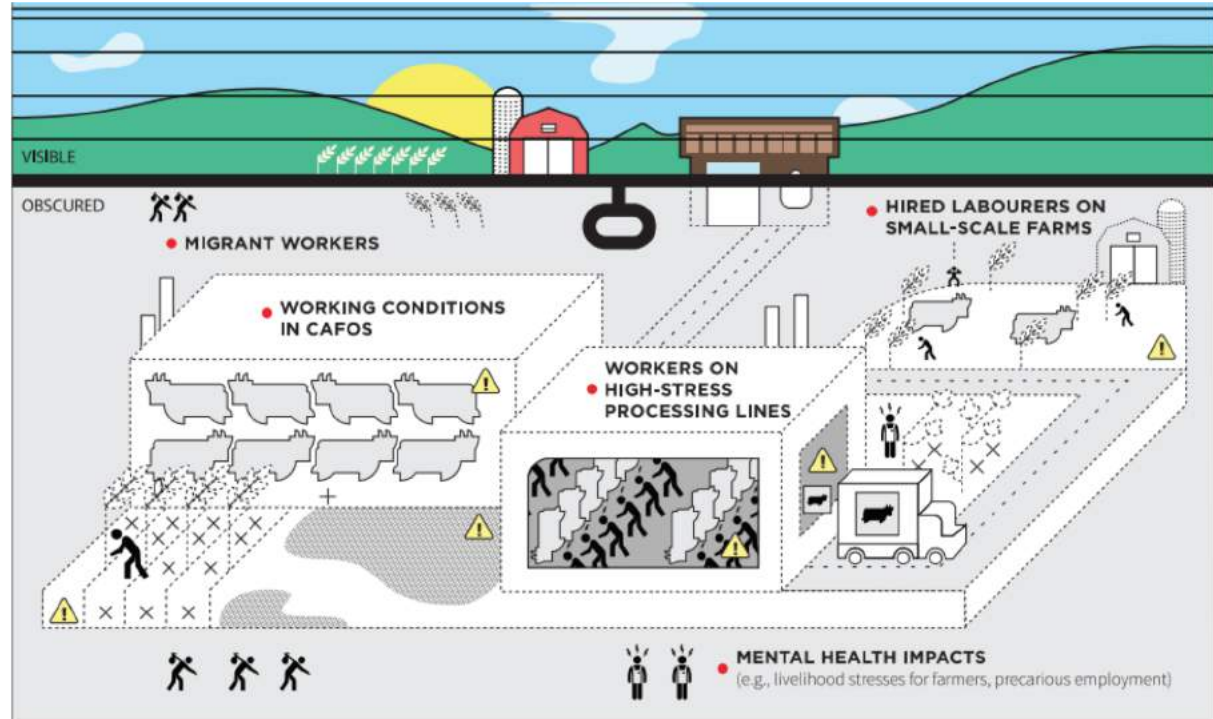 VISIBLE
OBSCURED
MIGRANT WORKERS
HIRED LABOURERS ON
SMALL-SCALE FARMS
WORKING CONDITIONS
IN CAFOS
WORKERS ON
HIGH-STRESS
PROCESSING LINES
MENTAL HEALTH IMPACTS
(e.g., livelihood stresses for farmers, precarious employment)